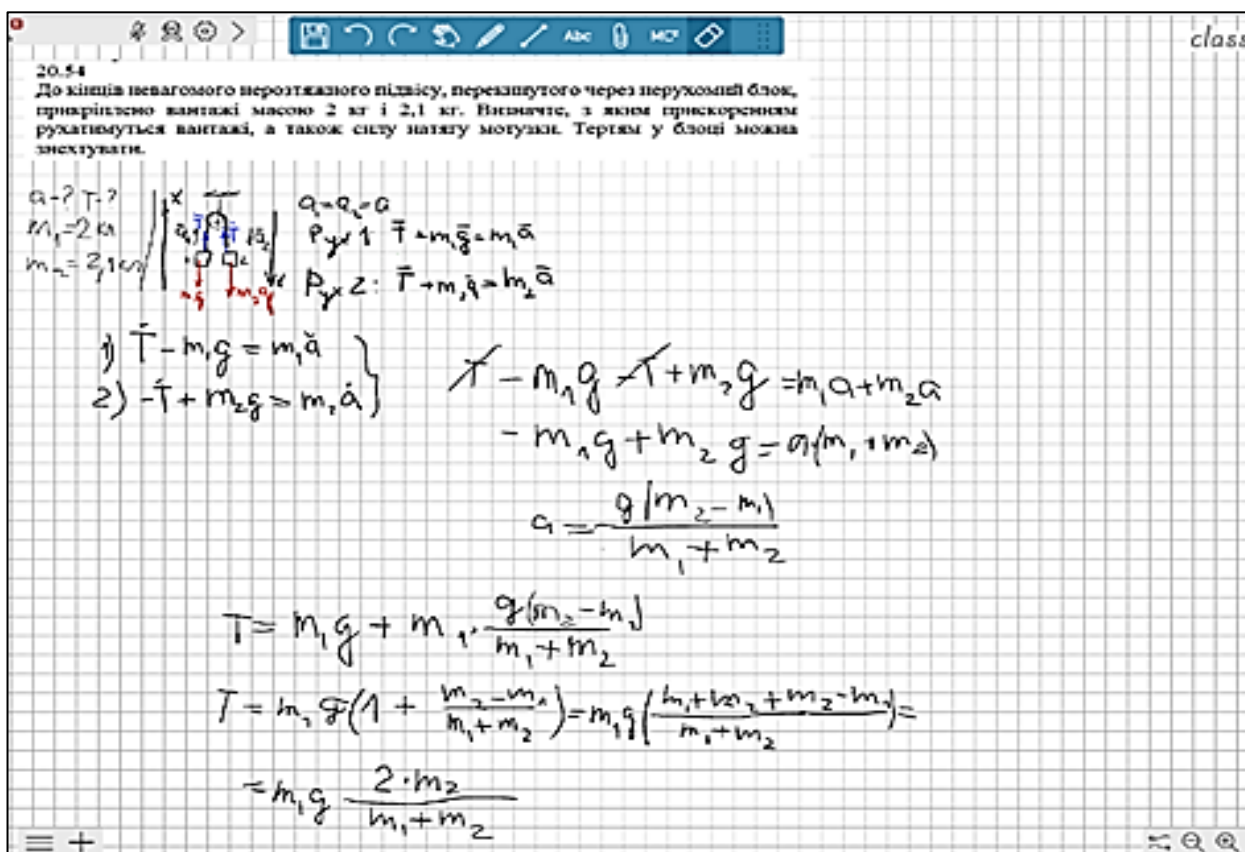 Abc
class
20.54
До кінців невагомого нерозтяжного підвісу, перекинутого через нерухомий блок,
прикріплено вантажі масою 2 кг і 2,1 кг. Визначте, з яким прискоренням
рухатимуться вантажі, а також силу натягу мотузки. Тертям у блоці можна
знехтувати.
a-? T-?
m₁=2 кг
m₂=2,1 кг
X
a₁=a₂=a
Рух 1 T̄+m₁ḡ=m₁ā
Рух 2: T̄+m₂ḡ=m₂ā
1) T-m₁g=m₁a
2) -T+m₂g=m₂a
T-m₁g-T+m₂g=m₁a+m₂a
-m₁g+m₂g=a(m₁+m₂)
a=g(m₂-m₁)/(m₁+m₂)
T=m₁g+m₁·g(m₂-m₁)/(m₁+m₂)
T=m₁g(1+(m₂-m₁)/(m₁+m₂))=m₁g((m₁+m₂+m₂-m₁)/(m₁+m₂))=
=m₁g 2·m₂/(m₁+m₂)